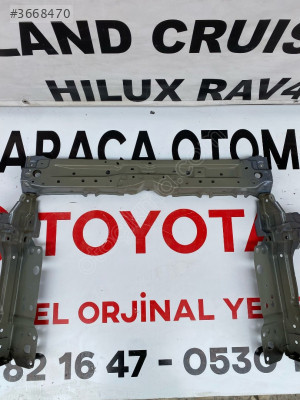 #3668470
LAND CRUIS
HILUX RAV4
ARACA OTOM
TOYOTA
EL ORJİNAL YE
82 16 47 - 0530